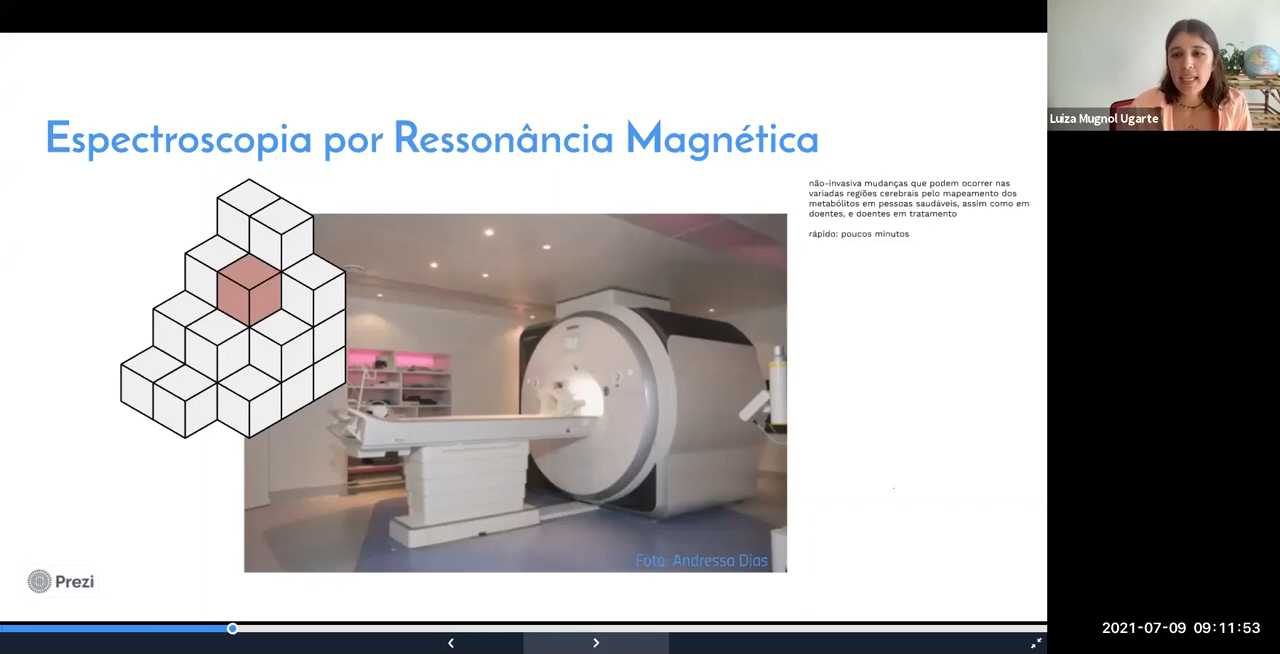 Espectroscopia por Ressonância Magnética
Luiza Mugnol Ugarte
não-invasiva mudanças que podem ocorrer nas
variadas regiões cerebrais pelo mapeamento dos
metabólitos em pessoas saudáveis, assim como em
doentes, e doentes em tratamento
rápido: poucos minutos
Foto: Andressa Dias
Prezi
2021-07-09 09:11:53